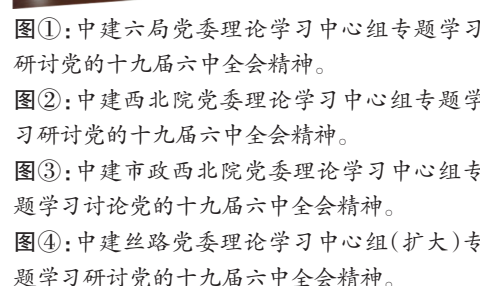 图①:中建六局党委理论学习中心组专题学习
研讨党的十九届六中全会精神。
图②:中建西北院党委理论学习中心组专题学
习研讨党的十九届六中全会精神。
图③:中建市政西北院党委理论学习中心组专
题学习讨论党的十九届六中全会精神。
图④:中建丝路党委理论学习中心组(扩大)专
题学习研讨党的十九届六中全会精神。